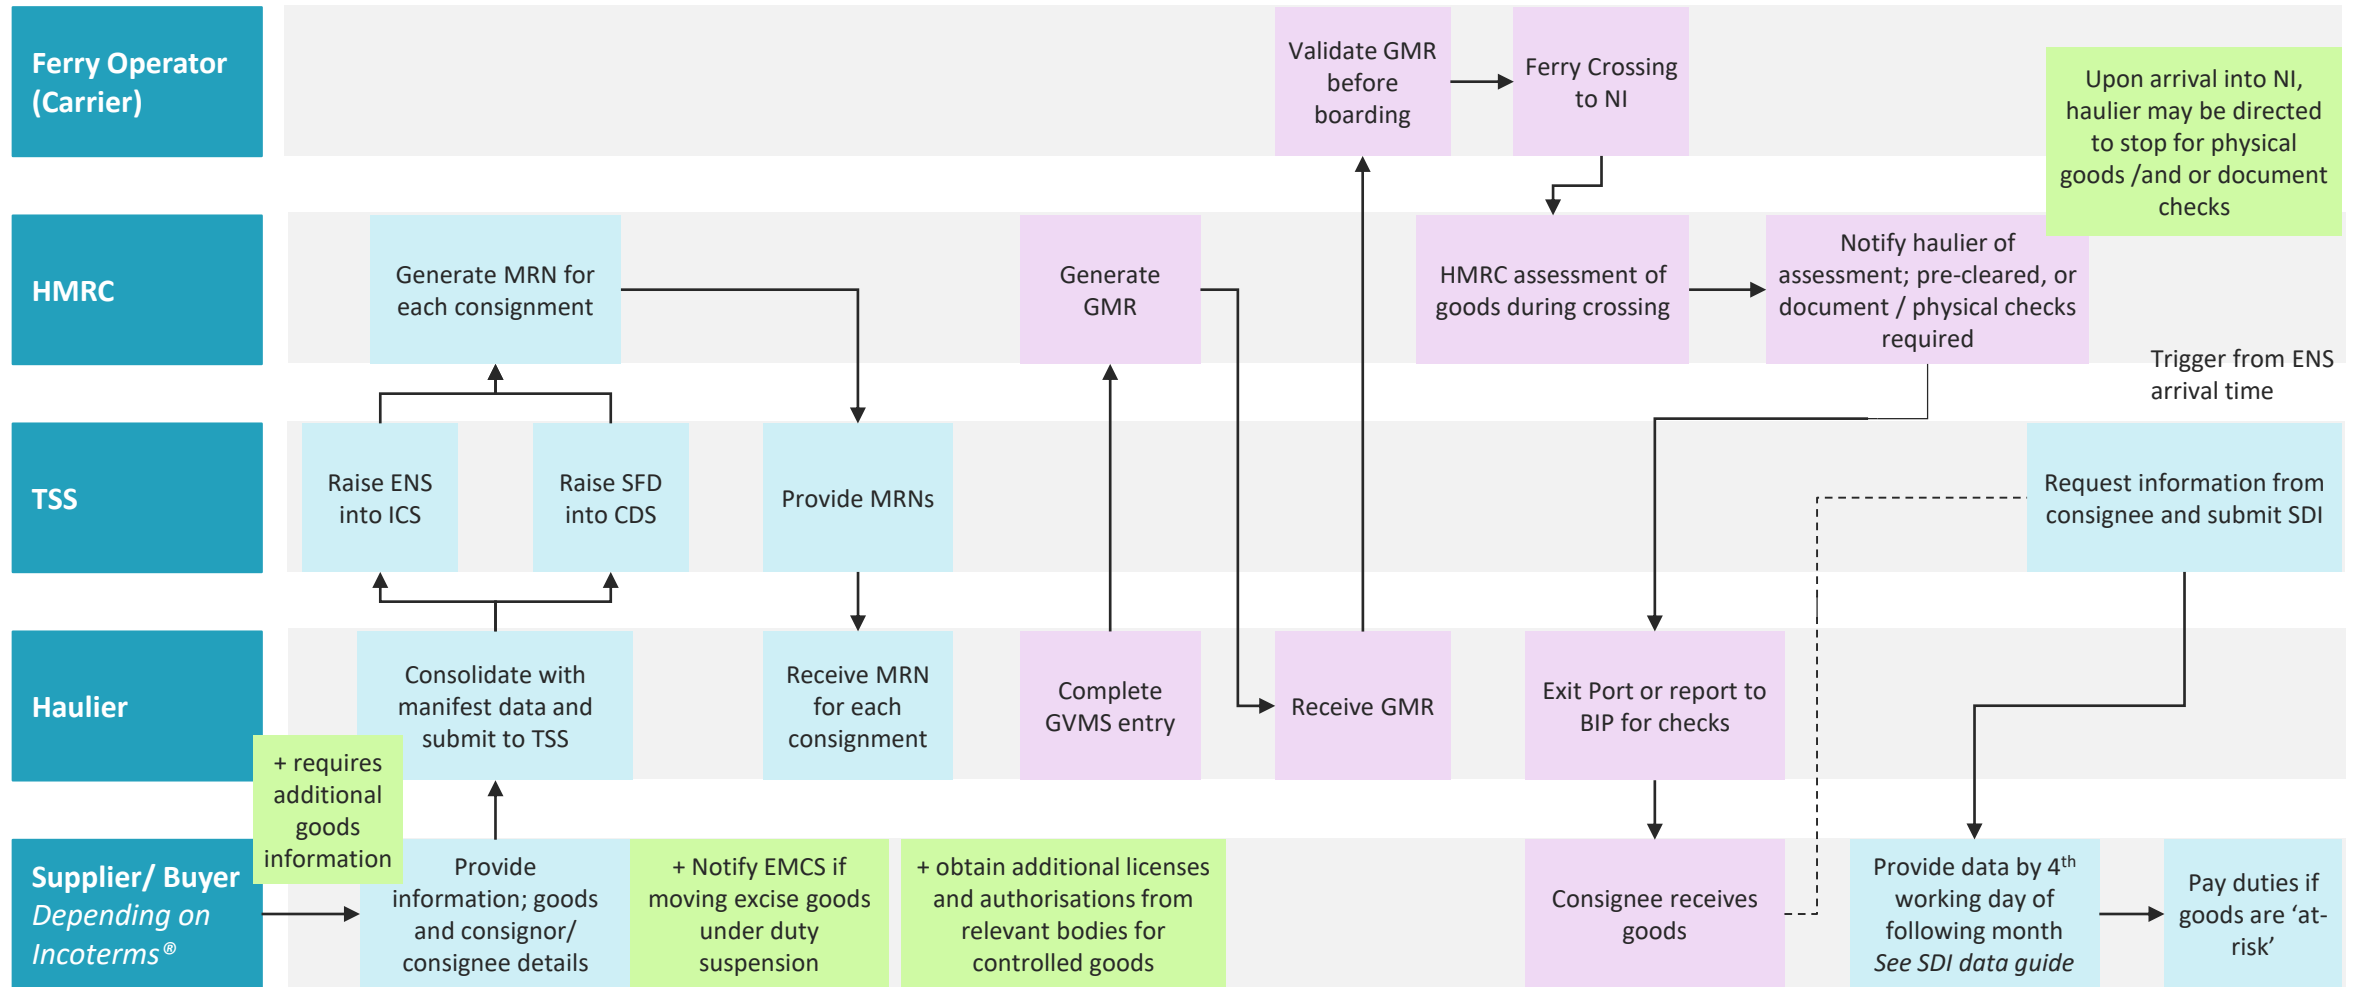 Ferry Operator
(Carrier)
Validate GMR
before
boarding
Ferry Crossing
to NI
Upon arrival into NI,
haulier may be directed
to stop for physical
goods /and or document
checks
HMRC
Generate MRN for
each consignment
Generate
GMR
HMRC assessment of
goods during crossing
Notify haulier of
assessment; pre-cleared, or
document / physical checks
required
Trigger from ENS
arrival time
TSS
Raise ENS
into ICS
Raise SFD
into CDS
Provide MRNs
Request information from
consignee and submit SDI
Haulier
Consolidate with
manifest data and
submit to TSS
Receive MRN
for each
consignment
Complete
GVMS entry
Receive GMR
Exit Port or report to
BIP for checks
+ requires
additional
goods
information
Supplier/ Buyer
Depending on
Incoterms®
Provide
information; goods
and consignor/
consignee details
+ Notify EMCS if
moving excise goods
under duty
suspension
+ obtain additional licenses
and authorisations from
relevant bodies for
controlled goods
Consignee receives
goods
Provide data by 4th
working day of
following month
See SDI data guide
Pay duties if
goods are ‘at-
risk’